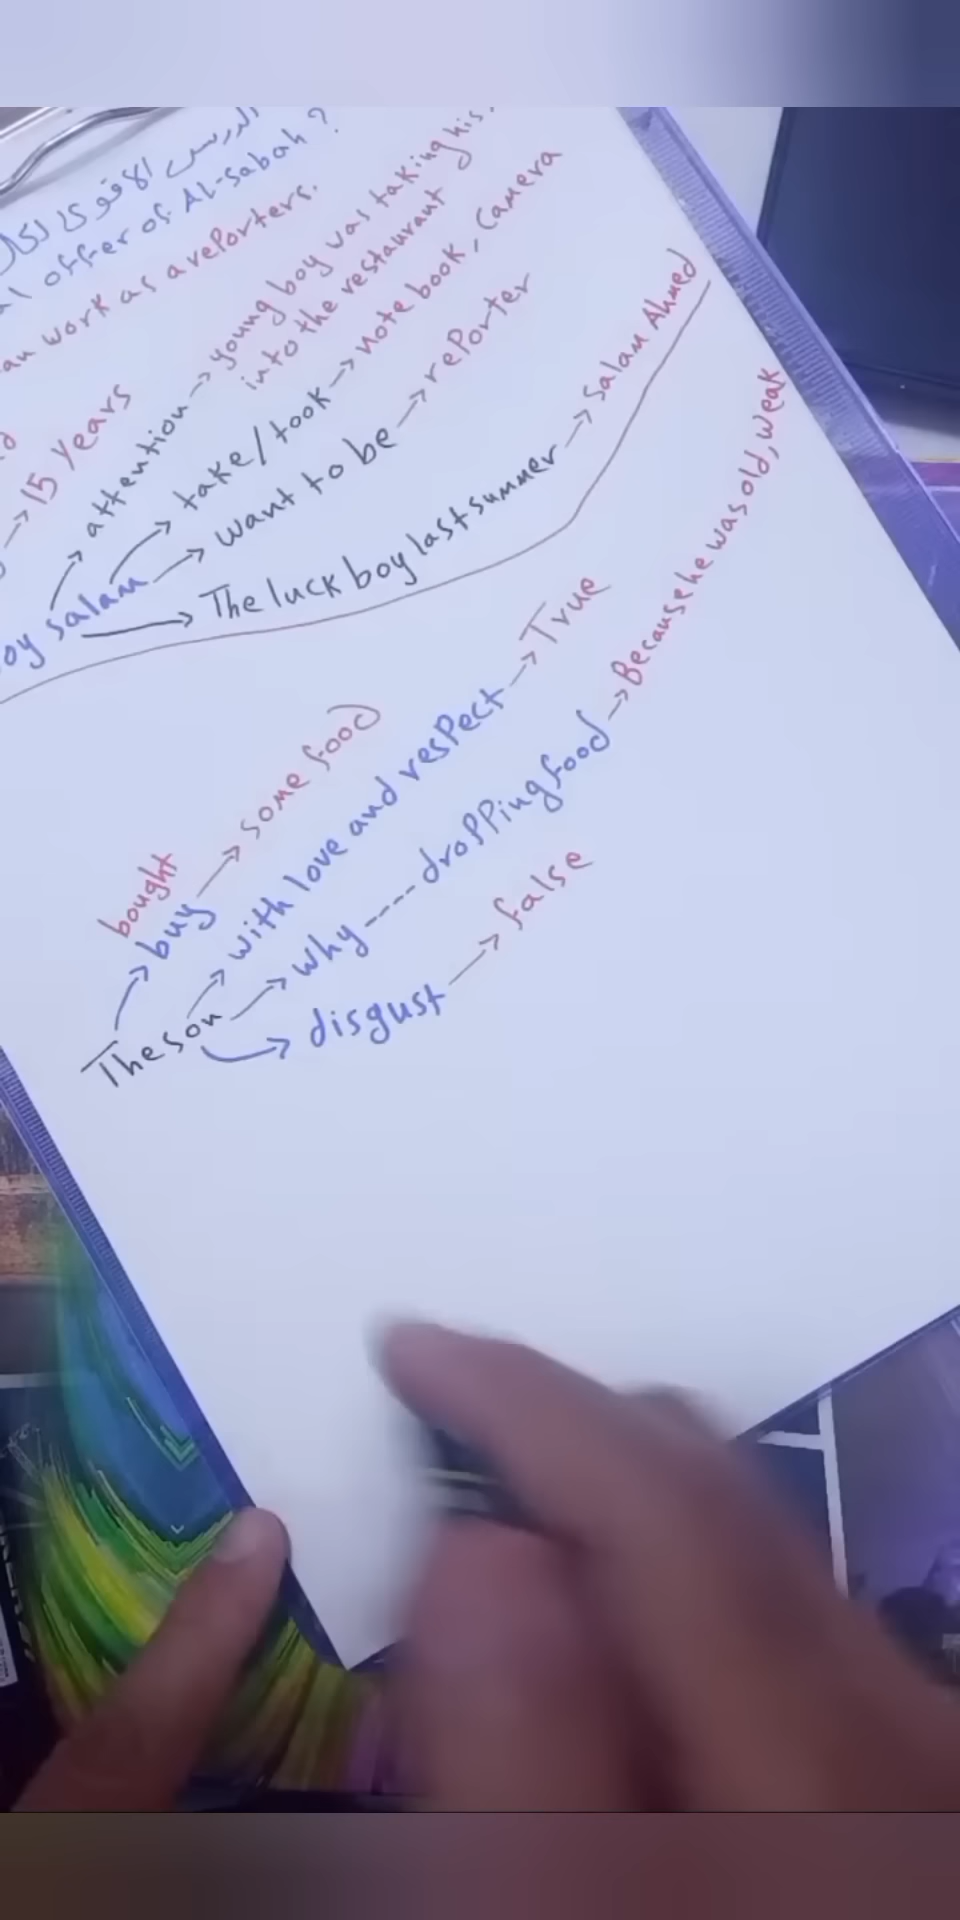 offer of AL-Sabah?
work as a rePorters.
→ 15 years
→ attention → young boy was taking his
into the restaurant
→ take/took → note book, Camera
salam → want to be → rePorter
→ The luck boy last summer → Salam Ahmed
bought
→ buy → some food
→ with love and resPect → True
The son → why ---- droPPing food → Because he was old, weak
→ disgust → false